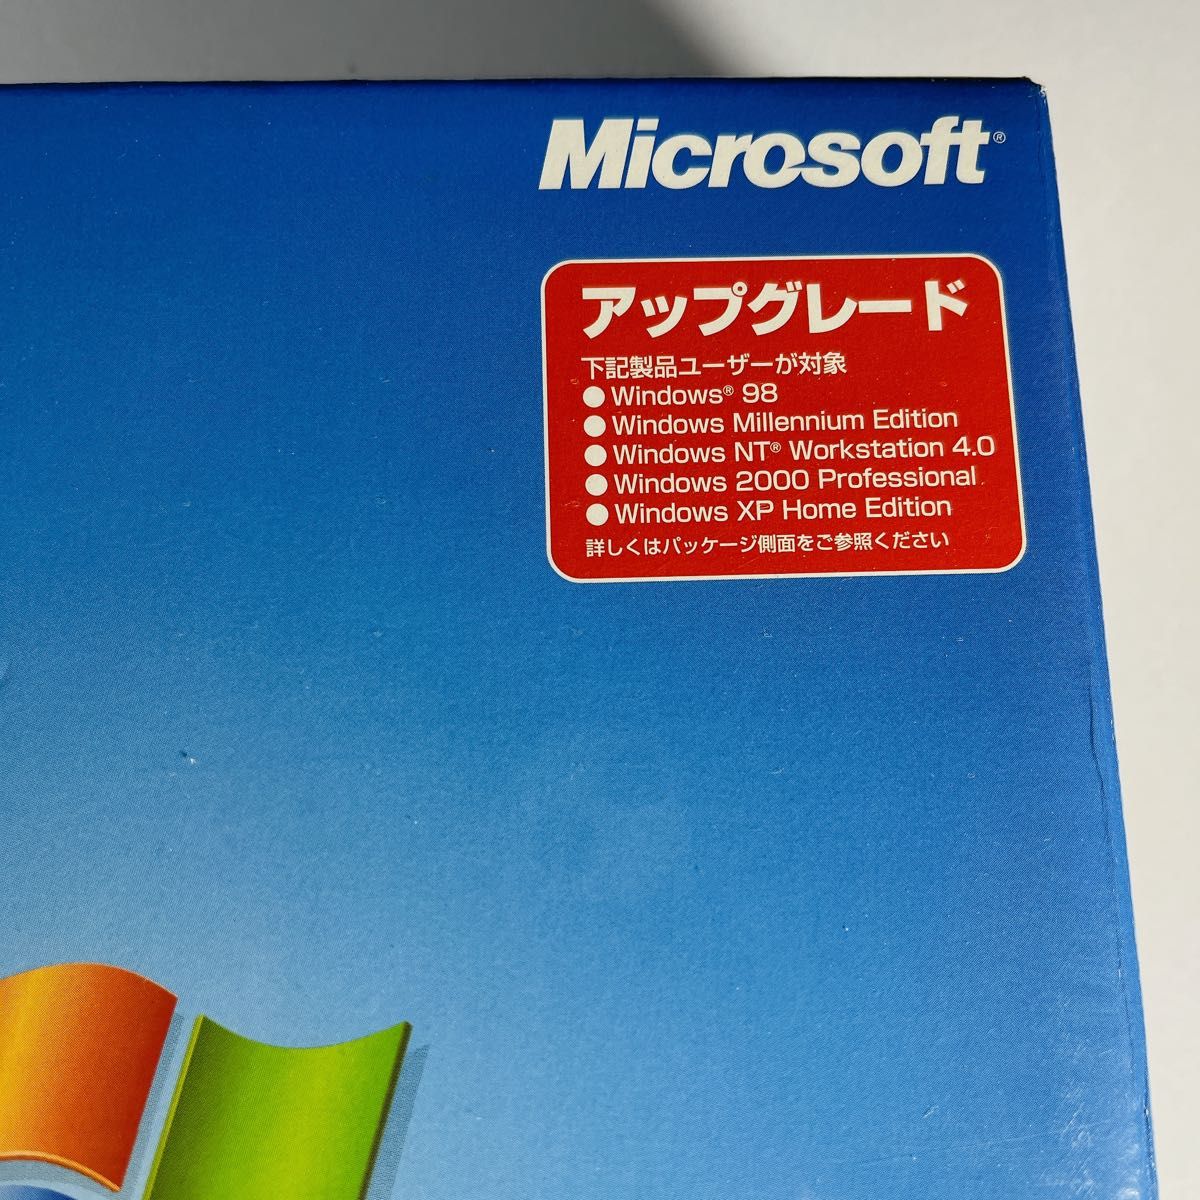 Microsoft®
アップグレード
下記製品ユーザーが対象
●Windows® 98
●Windows Millennium Edition
●Windows NT® Workstation 4.0
●Windows 2000 Professional
●Windows XP Home Edition
詳しくはパッケージ側面をご参照ください